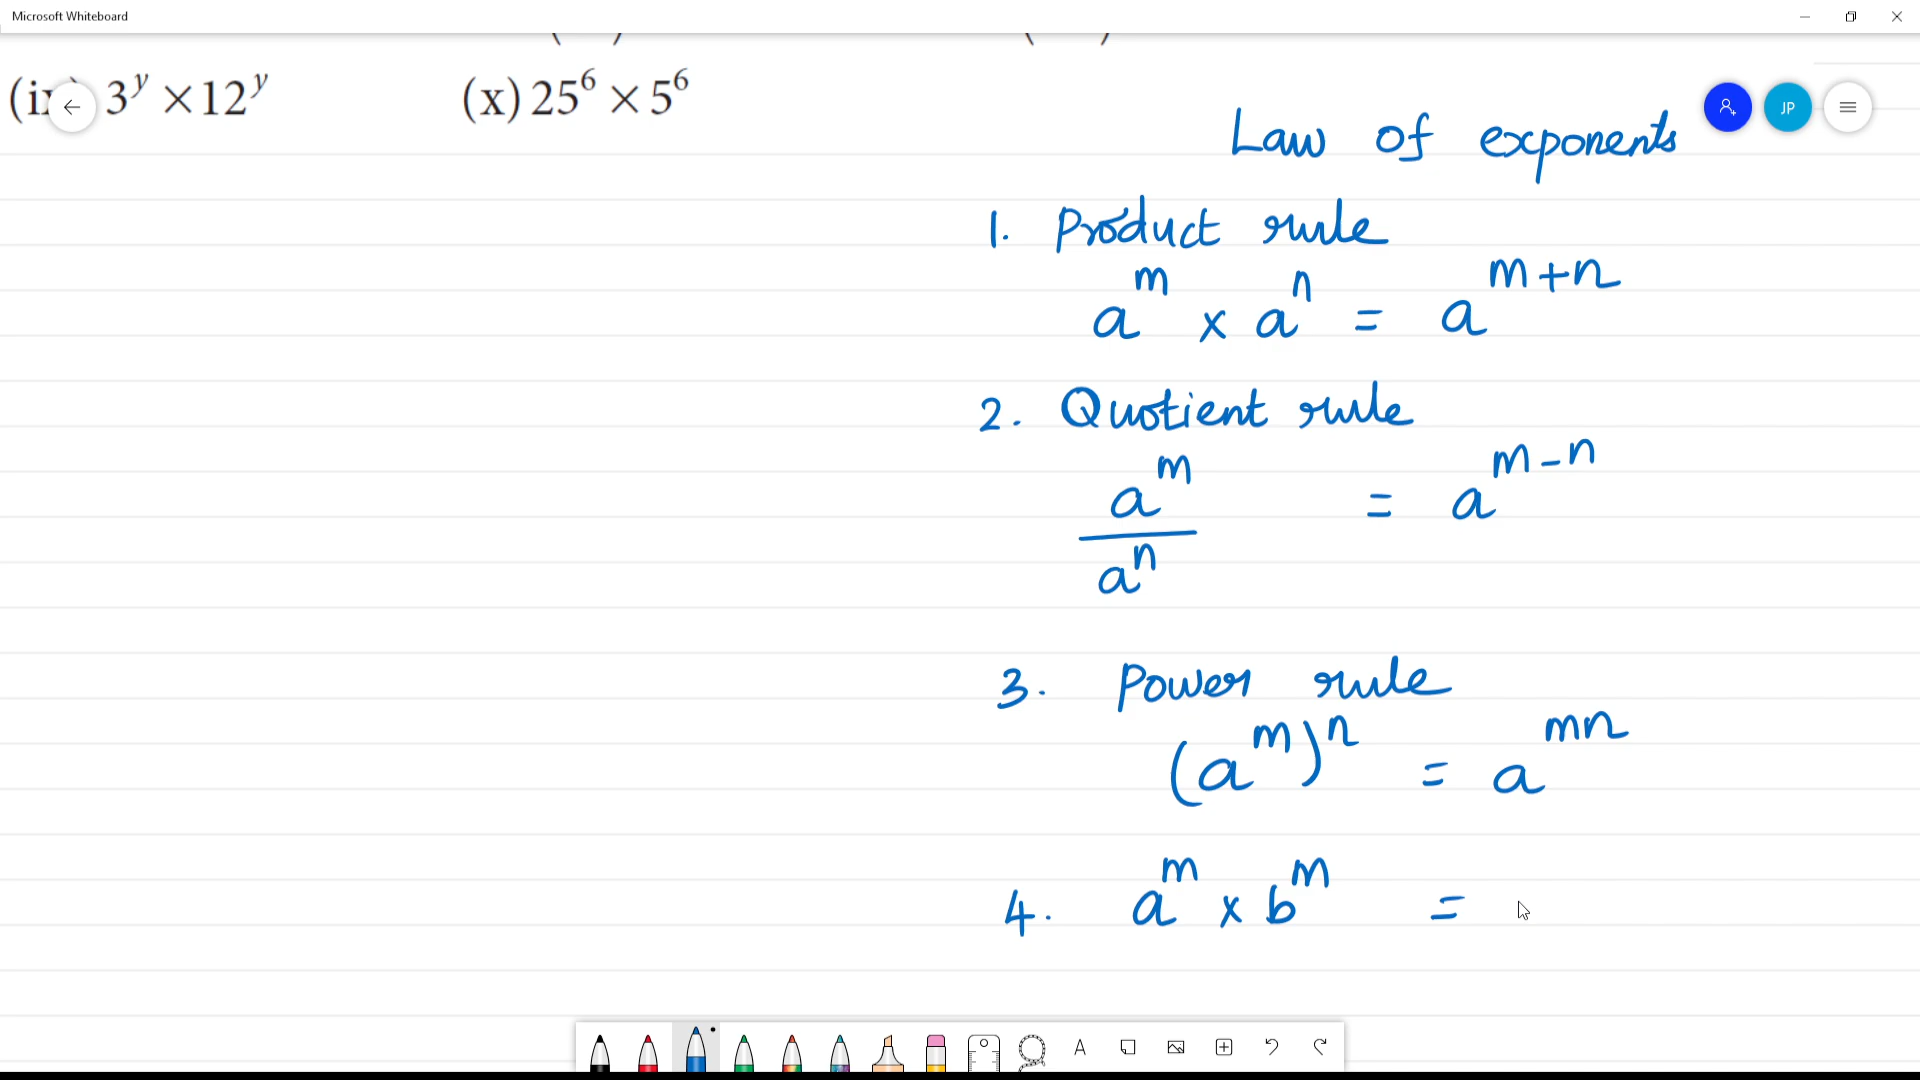 Microsoft Whiteboard
(ix) 3^y × 12^y
(x) 25^6 × 5^6
JP
Law of exponents
1. Product rule
a^m × a^n = a^{m+n}
2. Quotient rule
a^m / a^n = a^{m-n}
3. Power rule
(a^m)^n = a^{mn}
4. a^m × b^m =
A